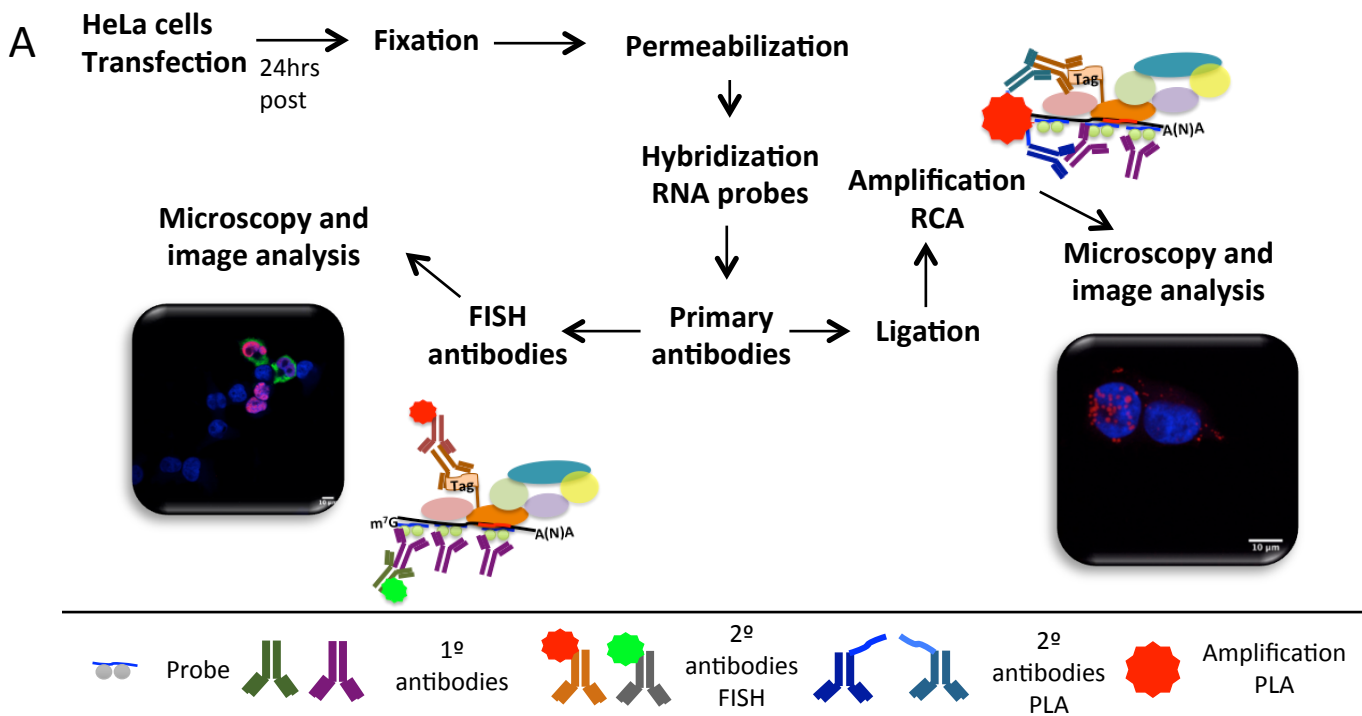 A
HeLa cells
Transfection
24hrs
post
Fixation
Permeabilization
Hybridization
RNA probes
Primary
antibodies
FISH
antibodies
Microscopy and
image analysis
10 µm
Tag
m⁷G
A(N)A
Ligation
Amplification
RCA
Tag
A(N)A
Microscopy and
image analysis
10 µm
Probe
1º
antibodies
2º
antibodies
FISH
2º
antibodies
PLA
Amplification
PLA